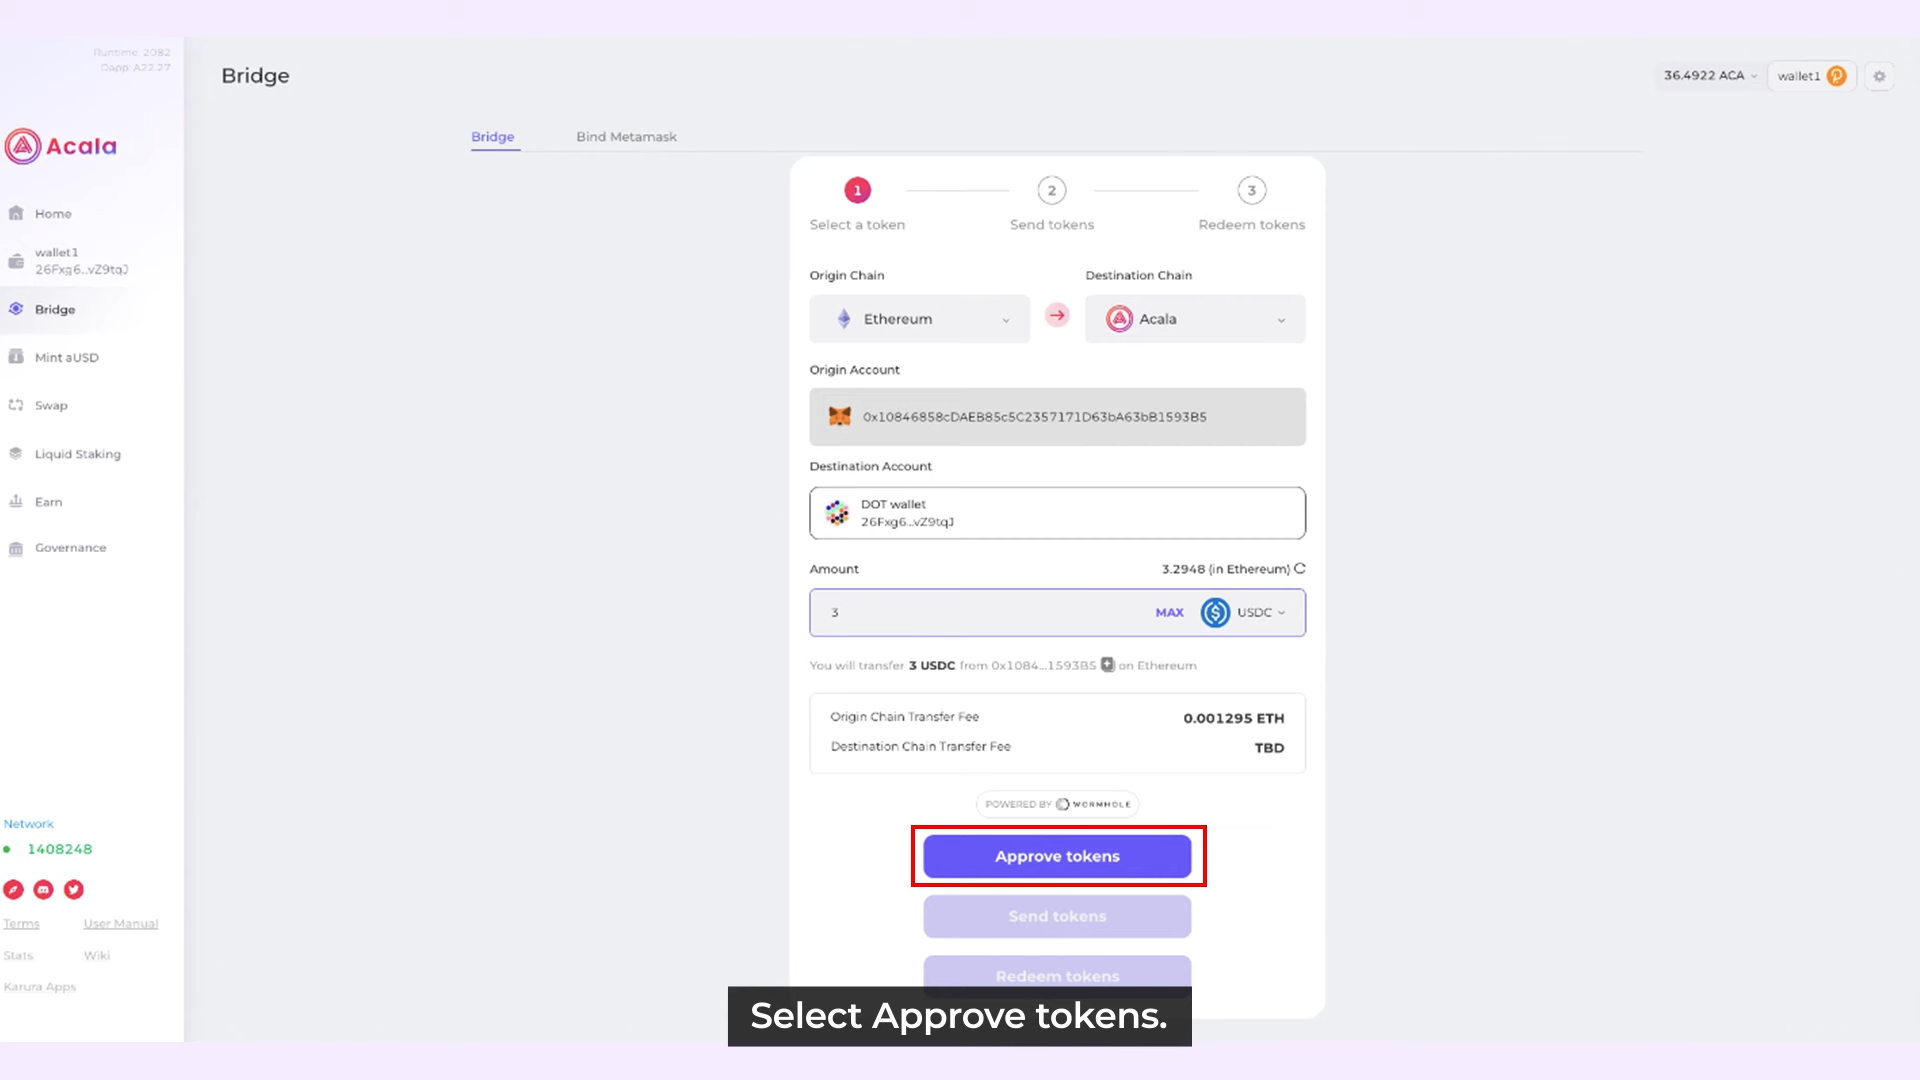 Runtime: 2082
Dapp: A22.27
Bridge
36.4922 ACA
wallet1
Acala
Bridge
Bind Metamask
1
2
3
Select a token
Send tokens
Redeem tokens
Home
wallet1
26Fxg6...vZ9tqJ
Bridge
Mint aUSD
Swap
Liquid Staking
Earn
Governance
Origin Chain
Destination Chain
Ethereum
Acala
Origin Account
0x10846858cDAEB85c5C2357171D63bA63bB1593B5
Destination Account
DOT wallet
26Fxg6...vZ9tqJ
Amount
3.2948 (in Ethereum)
3
MAX
USDC
You will transfer 3 USDC from 0x1084...1593B5 on Ethereum
Origin Chain Transfer Fee
0.001295 ETH
Destination Chain Transfer Fee
TBD
POWERED BY WORMHOLE
Approve tokens
Send tokens
Redeem tokens
Network
1408248
Terms
User Manual
Stats
Wiki
Karura Apps
Select Approve tokens.